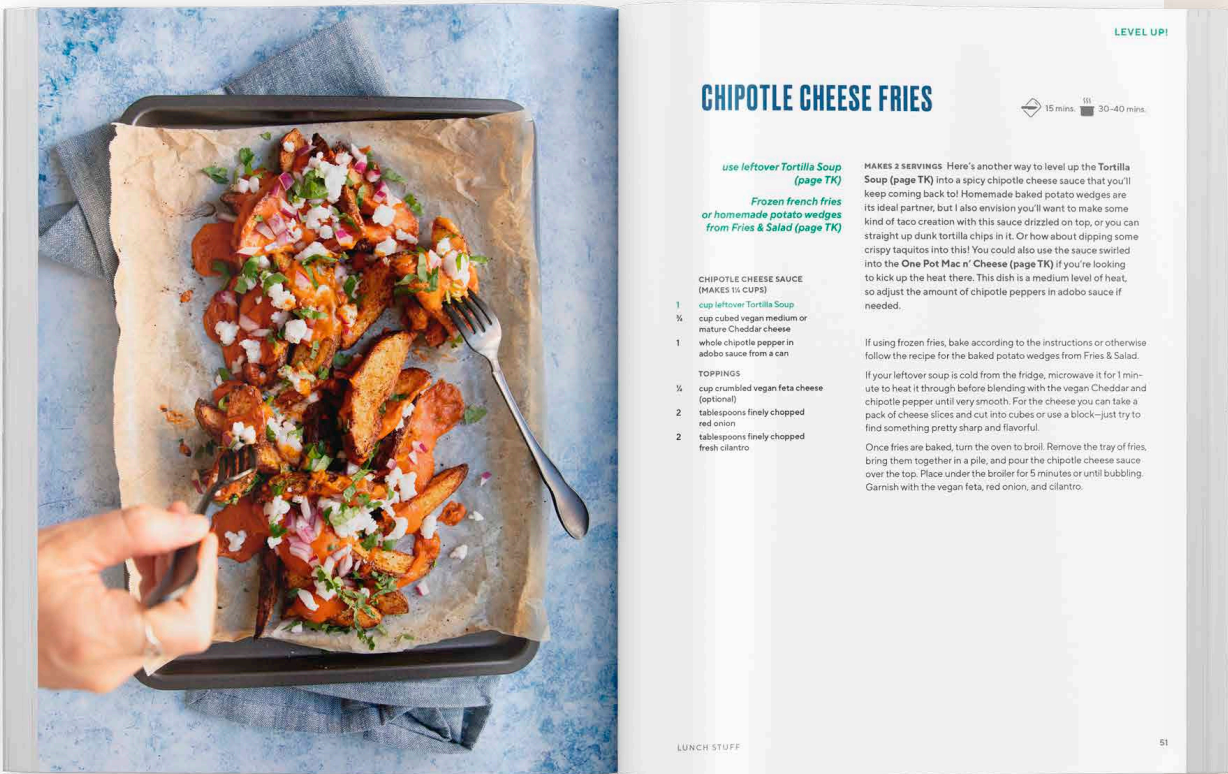 LEVEL UP!
CHIPOTLE CHEESE FRIES
15 mins. 30–40 mins.
use leftover Tortilla Soup
(page TK)
Frozen french fries
or homemade potato wedges
from Fries & Salad (page TK)
CHIPOTLE CHEESE SAUCE
(MAKES 1¼ CUPS)
1 cup leftover Tortilla Soup
¾ cup cubed vegan medium or
mature Cheddar cheese
1 whole chipotle pepper in
adobo sauce from a can
TOPPINGS
¼ cup crumbled vegan feta cheese
(optional)
2 tablespoons finely chopped
red onion
2 tablespoons finely chopped
fresh cilantro
MAKES 2 SERVINGS Here's another way to level up the Tortilla
Soup (page TK) into a spicy chipotle cheese sauce that you'll
keep coming back to! Homemade baked potato wedges are
its ideal partner, but I also envision you'll want to make some
kind of taco creation with this sauce drizzled on top, or you can
straight up dunk tortilla chips in it. Or how about dipping some
crispy taquitos into this! You could also use the sauce swirled
into the One Pot Mac n' Cheese (page TK) if you're looking
to kick up the heat there. This dish is a medium level of heat,
so adjust the amount of chipotle peppers in adobo sauce if
needed.
If using frozen fries, bake according to the instructions or otherwise
follow the recipe for the baked potato wedges from Fries & Salad.
If your leftover soup is cold from the fridge, microwave it for 1 min-
ute to heat it through before blending with the vegan Cheddar and
chipotle pepper until very smooth. For the cheese you can take a
pack of cheese slices and cut into cubes or use a block—just try to
find something pretty sharp and flavorful.
Once fries are baked, turn the oven to broil. Remove the tray of fries,
bring them together in a pile, and pour the chipotle cheese sauce
over the top. Place under the broiler for 5 minutes or until bubbling.
Garnish with the vegan feta, red onion, and cilantro.
LUNCH STUFF
51